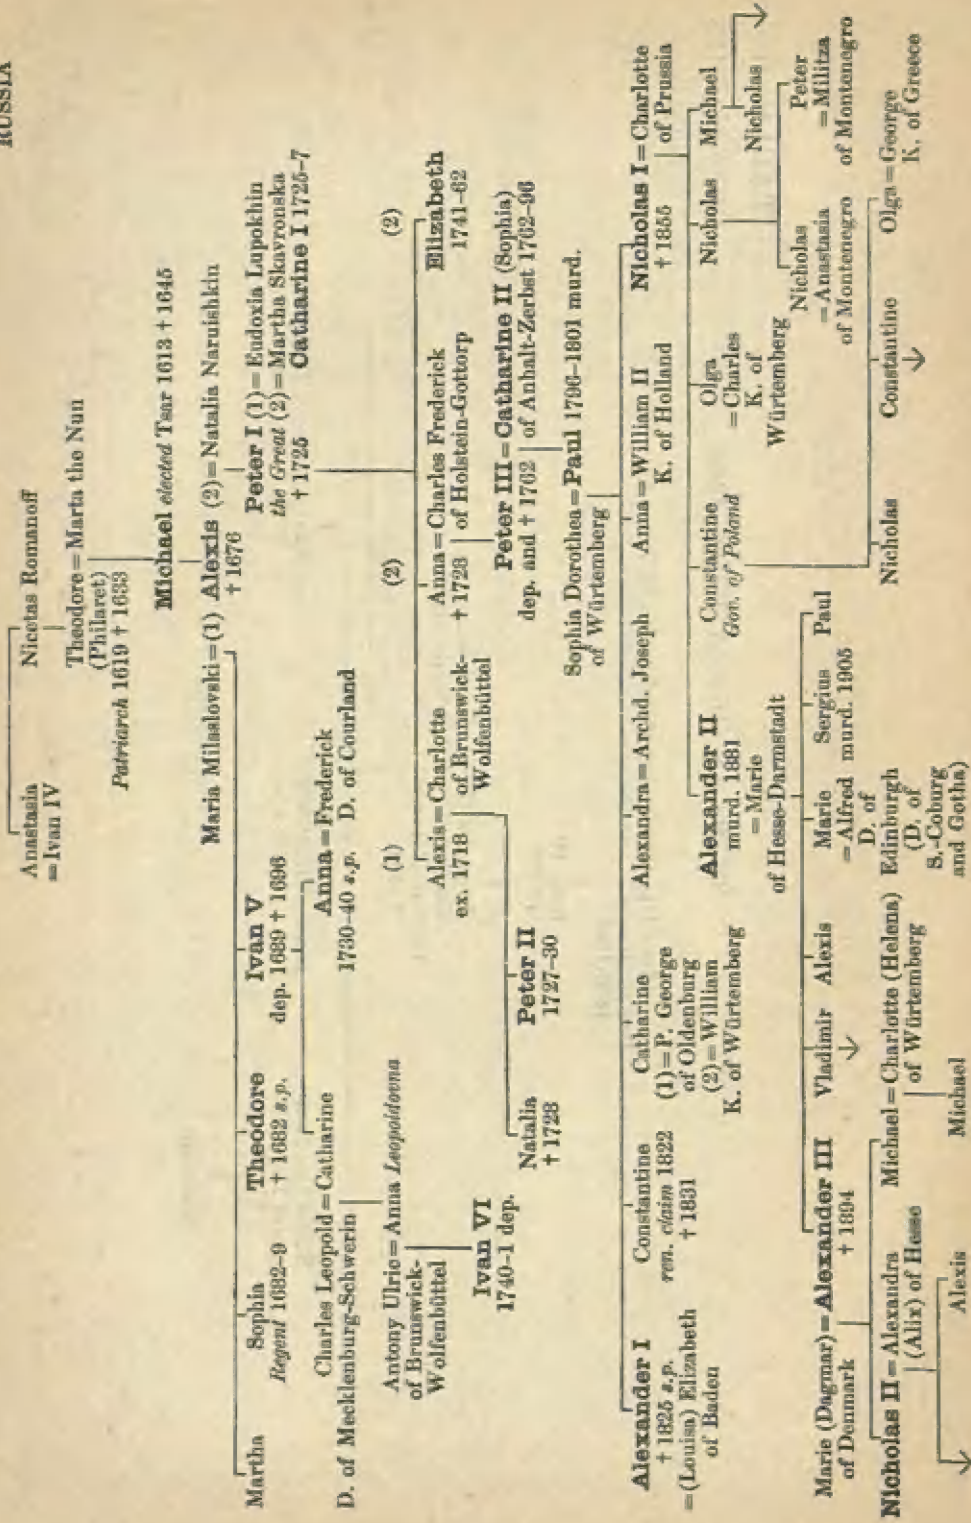 RUSSIA
Anastasia
= Ivan IV
Nicetas Romanoff
Theodore = Marta the Nun
(Philaret)
Patriarch 1619 † 1633
Michael elected Tsar 1613 † 1645
Maria Miloslavski = (1) Alexis (2) = Natalia Naruishkin
† 1676
Martha
Sophia
Regent 1682–9
Theodore
† 1682 s.p.
Ivan V
dep. 1689 † 1696
Peter I (1) = Eudoxia Lupokhin
the Great (2) = Martha Skavronska
† 1725 Catharine I 1725–7
Charles Leopold = Catharine
D. of Mecklenburg-Schwerin
Anna = Frederick
1730–40 s.p. D. of Courland
(1)
(2)
(2)
Antony Ulric = Anna Leopoldovna
of Brunswick-
Wolfenbüttel
Alexis = Charlotte
ex. 1718 of Brunswick-
Wolfenbüttel
Anna = Charles Frederick
† 1728 of Holstein-Gottorp
Elizabeth
1741–62
Ivan VI
1740–1 dep.
Natalia
† 1728
Peter II
1727–30
Peter III = Catharine II (Sophia)
dep. and † 1762 of Anhalt-Zerbst 1762–96
Sophia Dorothea = Paul 1796–1801 murd.
of Würtemberg
Alexander I
† 1825 s.p.
= (Louisa) Elizabeth
of Baden
Constantine
ren. claim 1822
† 1831
Catharine
(1) = P. George
of Oldenburg
(2) = William
K. of Würtemberg
Alexandra = Archd. Joseph
Anna = William II
K. of Holland
Nicholas I = Charlotte
† 1855 of Prussia
Alexander II
murd. 1881
= Marie
of Hesse-Darmstadt
Constantine
Gov. of Poland
Olga
= Charles
K. of
Würtemberg
Nicholas
Michael
Nicholas
Nicholas
= Anastasia
of Montenegro
Peter
= Militza
of Montenegro
Marie (Dagmar) = Alexander III
of Denmark † 1894
Vladimir
Alexis
Marie
= Alfred
D. of
Edinburgh
(D. of
S.-Coburg
and Gotha)
Sergius
murd. 1905
Paul
Nicholas
Constantine
Olga = George
K. of Greece
Nicholas II = Alexandra
(Alix) of Hesse
Michael = Charlotte (Helena)
of Würtemberg
Alexis
Michael